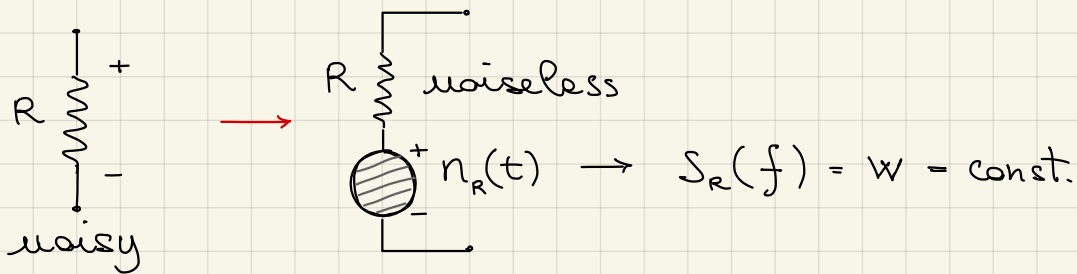 +
R
-
noisy
R noiseless
+
n_R(t) → S_R(f) = W = const.
-